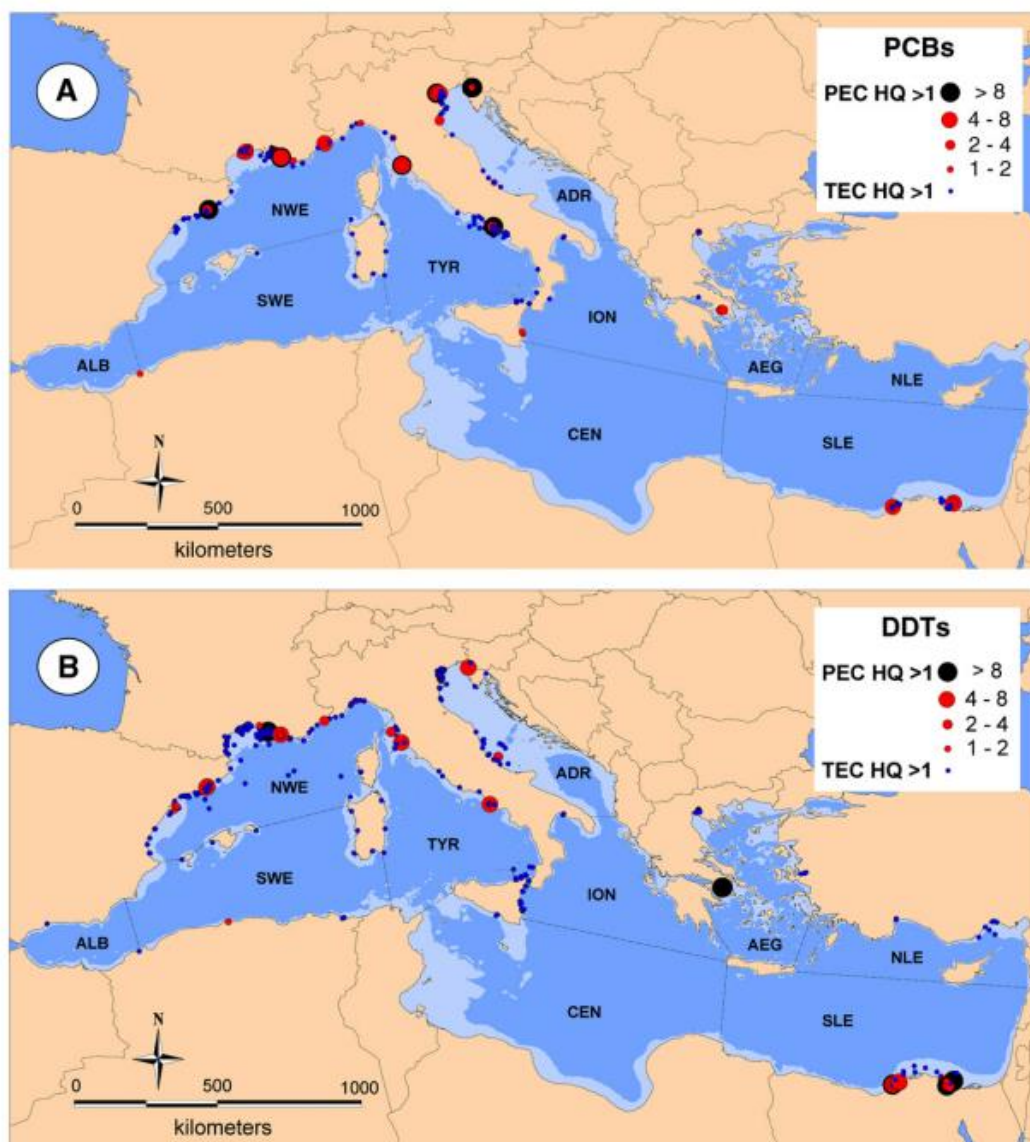 A
PCBs
PEC HQ >1 > 8
4 - 8
2 - 4
1 - 2
TEC HQ >1
ADR
NWE
TYR
SWE
ION
ALB
AEG
NLE
CEN
SLE
N
0 500 1000
kilometers
B
DDTs
PEC HQ >1 > 8
4 - 8
2 - 4
1 - 2
TEC HQ >1
ADR
NWE
TYR
SWE
ION
ALB
AEG
NLE
CEN
SLE
N
0 500 1000
kilometers